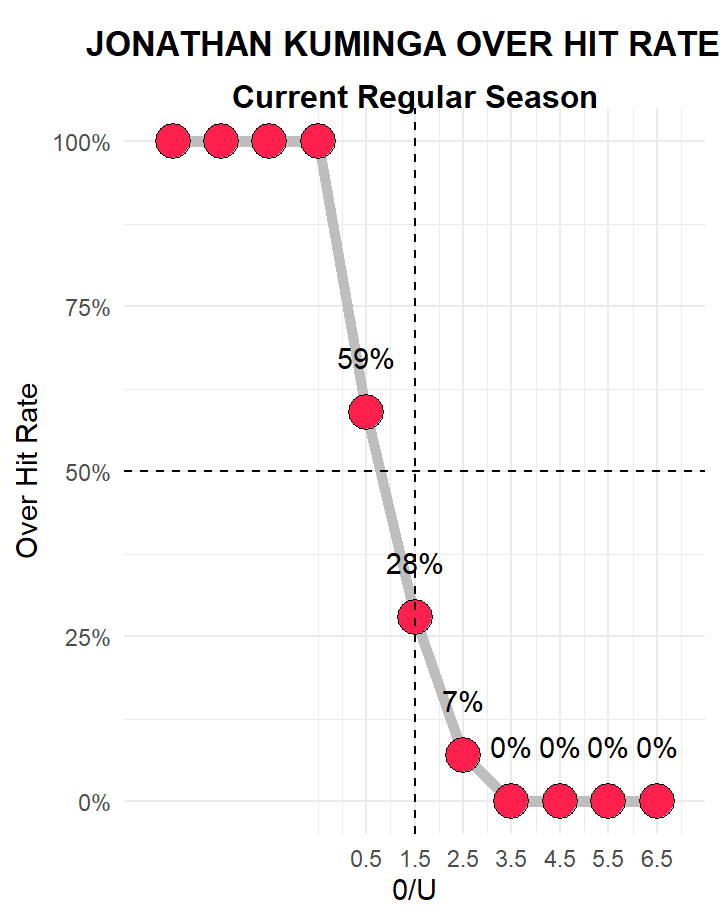 JONATHAN KUMINGA OVER HIT RATE
Current Regular Season
100%
75%
59%
Over Hit Rate
50%
28%
25%
7%
0% 0% 0% 0%
0%
0.5 1.5 2.5 3.5 4.5 5.5 6.5
0/U